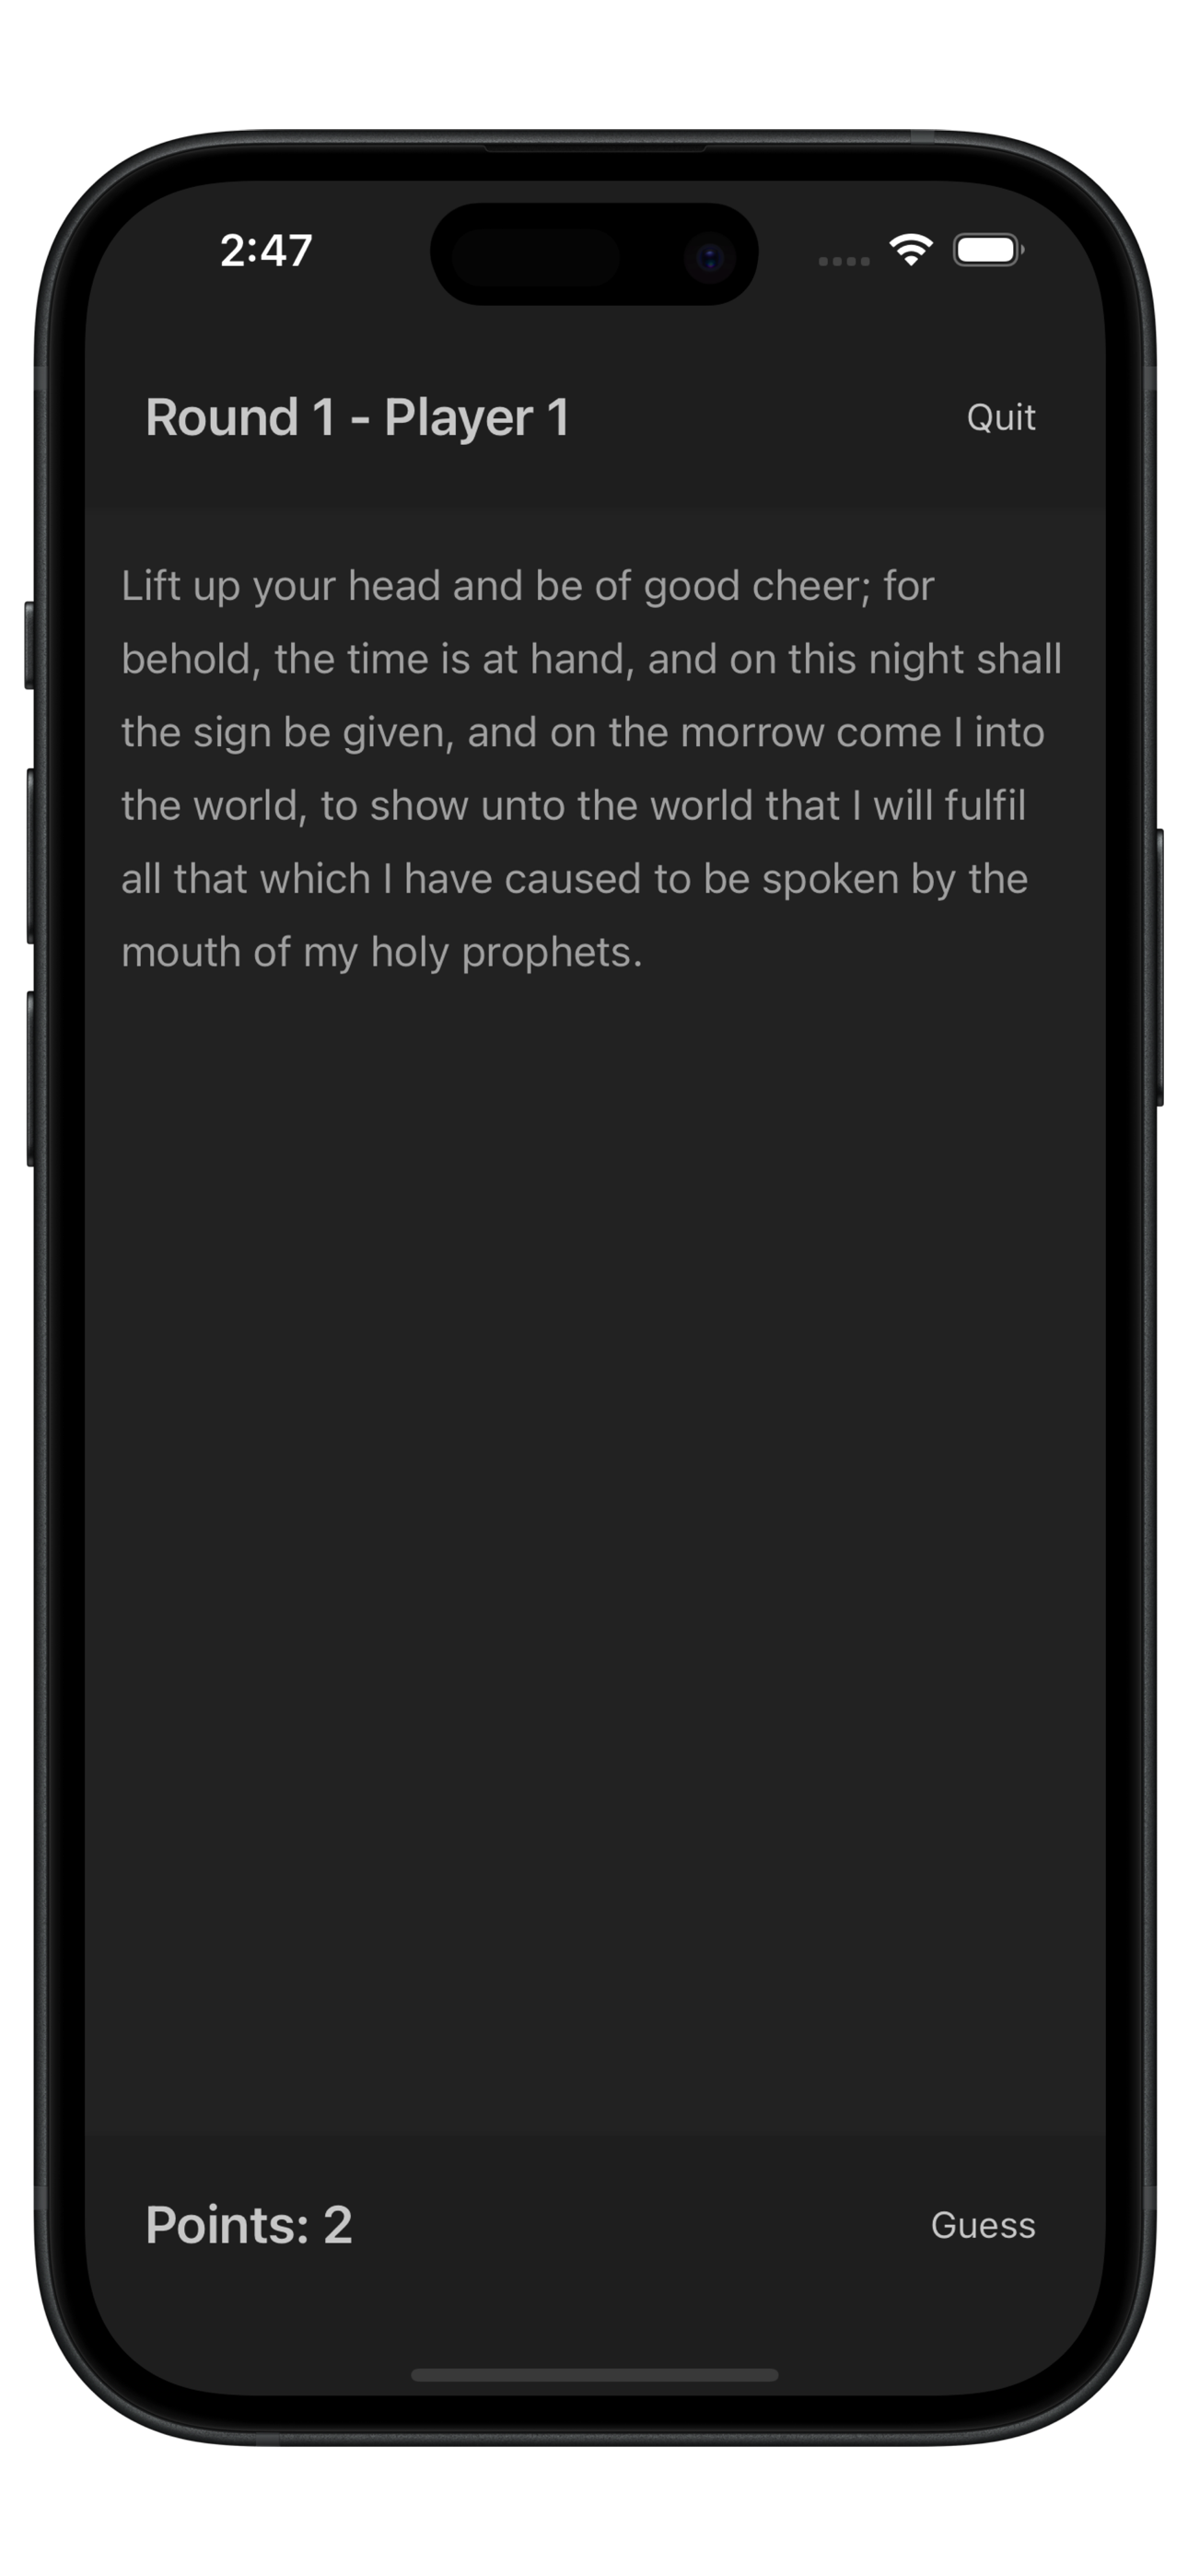 2:47
Round 1 - Player 1
Quit
Lift up your head and be of good cheer; for
behold, the time is at hand, and on this night shall
the sign be given, and on the morrow come I into
the world, to show unto the world that I will fulfil
all that which I have caused to be spoken by the
mouth of my holy prophets.
Points: 2
Guess